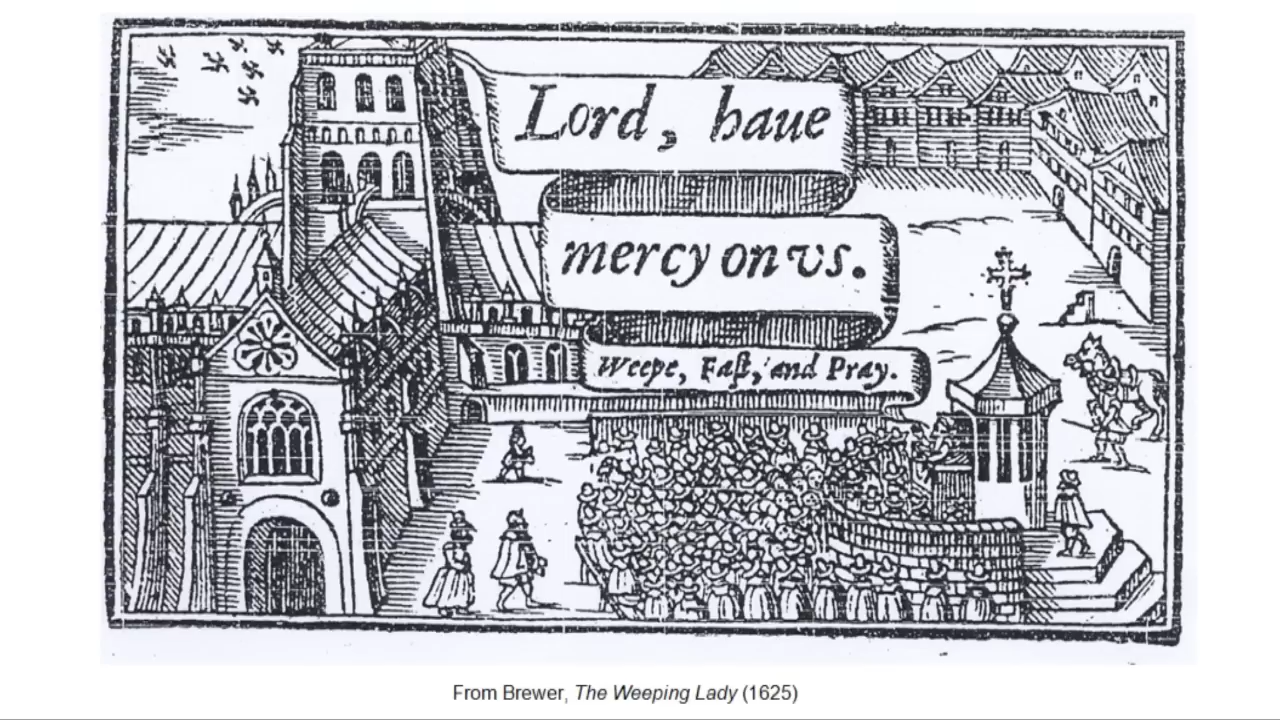 Lord, haue
mercy on vs.
Weepe, Faſt, and Pray.
From Brewer, The Weeping Lady (1625)